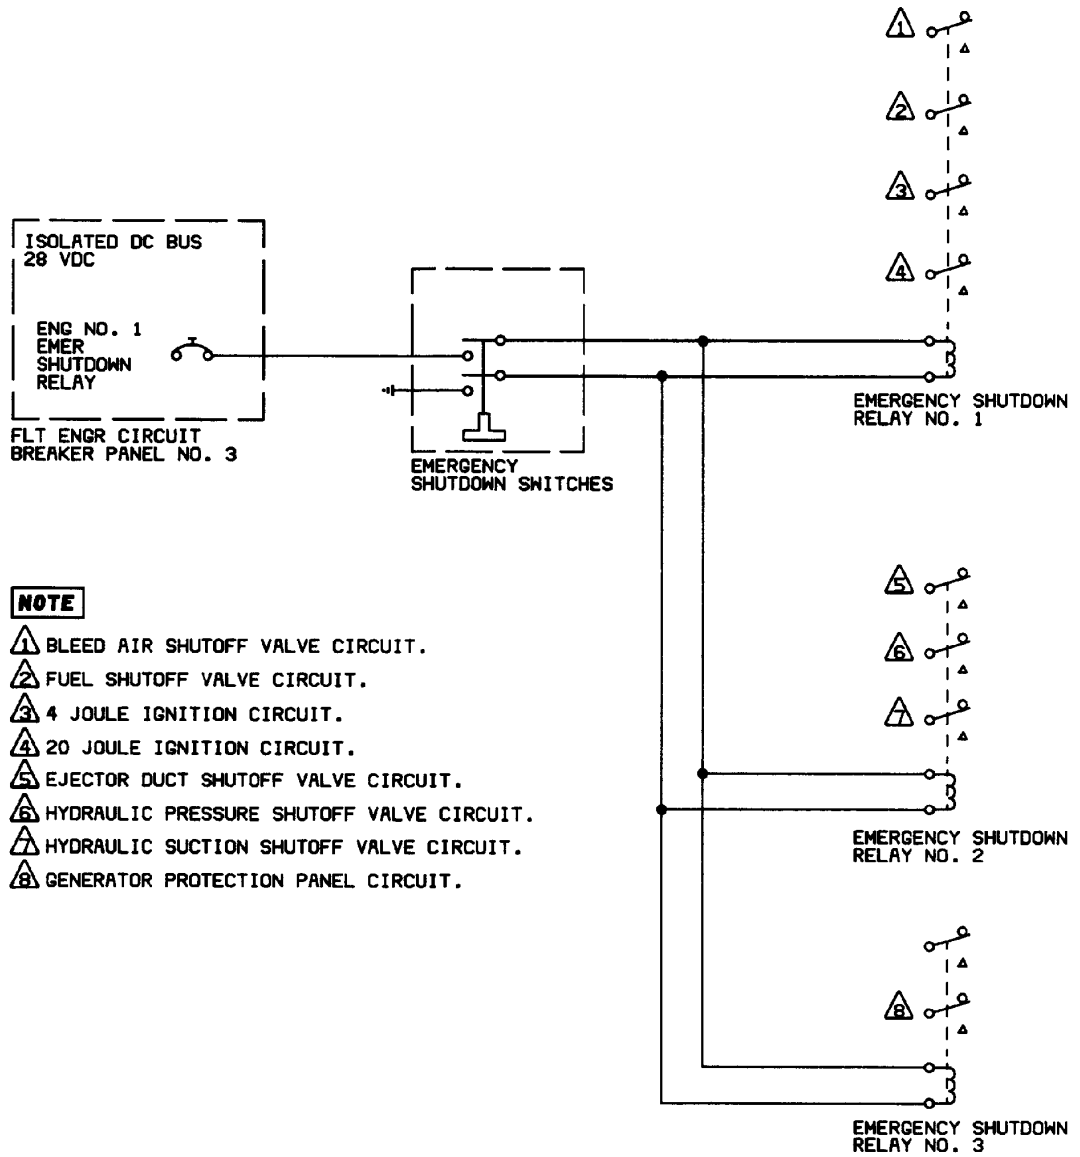 1
2
3
4
ISOLATED DC BUS
28 VDC
ENG NO. 1
EMER
SHUTDOWN
RELAY
FLT ENGR CIRCUIT
BREAKER PANEL NO. 3
EMERGENCY
SHUTDOWN SWITCHES
EMERGENCY SHUTDOWN
RELAY NO. 1
5
6
7
EMERGENCY SHUTDOWN
RELAY NO. 2
8
EMERGENCY SHUTDOWN
RELAY NO. 3
NOTE
1 BLEED AIR SHUTOFF VALVE CIRCUIT.
2 FUEL SHUTOFF VALVE CIRCUIT.
3 4 JOULE IGNITION CIRCUIT.
4 20 JOULE IGNITION CIRCUIT.
5 EJECTOR DUCT SHUTOFF VALVE CIRCUIT.
6 HYDRAULIC PRESSURE SHUTOFF VALVE CIRCUIT.
7 HYDRAULIC SUCTION SHUTOFF VALVE CIRCUIT.
8 GENERATOR PROTECTION PANEL CIRCUIT.